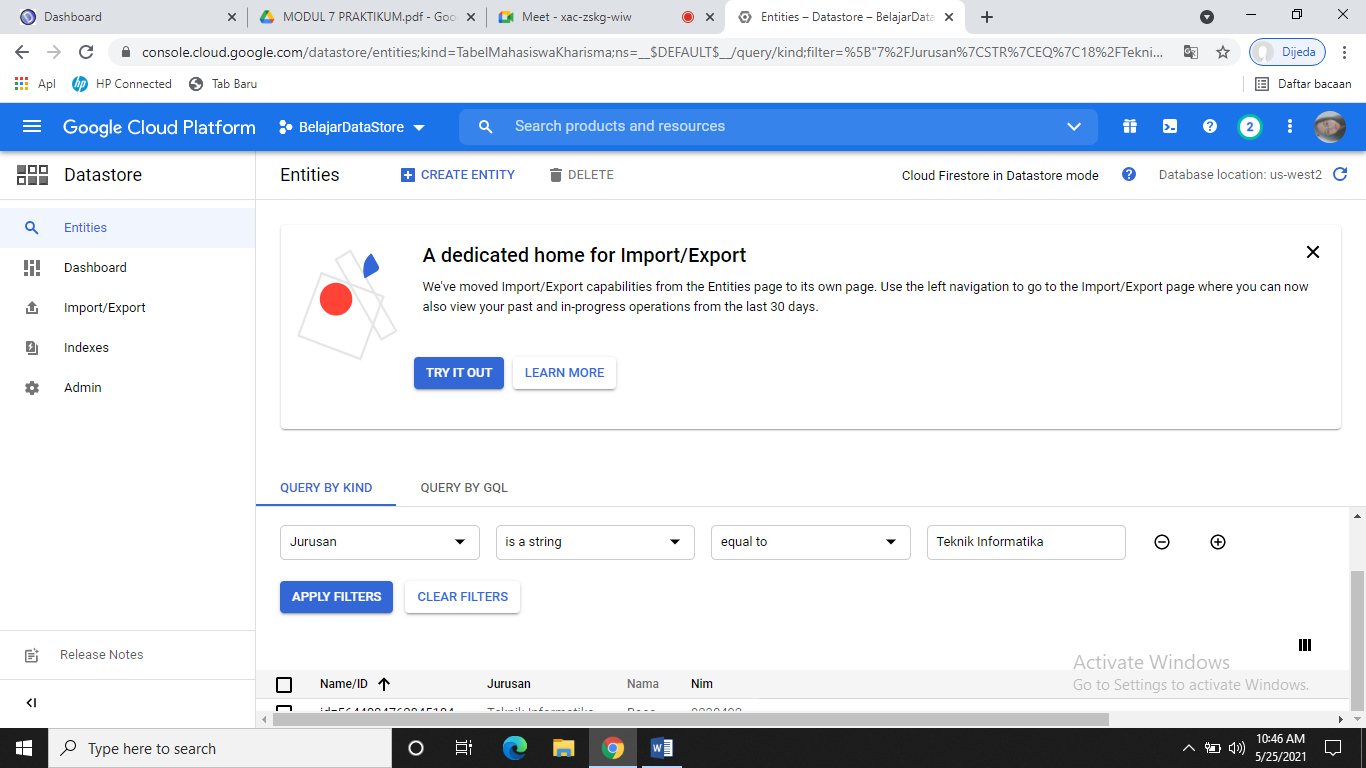 Dashboard
MODUL 7 PRAKTIKUM.pdf - Goo
Meet - xac-zskg-wiw
Entities – Datastore – BelajarData
console.cloud.google.com/datastore/entities;kind=TabelMahasiswaKharisma;ns=__$DEFAULT$__/query/kind;filter=%5B"7%2FJurusan%7CSTR%7CEQ%7C18%2FTekni...
Dijeda
Apl
HP Connected
Tab Baru
Daftar bacaan
Google Cloud Platform
BelajarDataStore
Search products and resources
2
Datastore
Entities
CREATE ENTITY
DELETE
Cloud Firestore in Datastore mode
Database location: us-west2
Entities
Dashboard
Import/Export
Indexes
Admin
A dedicated home for Import/Export
We've moved Import/Export capabilities from the Entities page to its own page. Use the left navigation to go to the Import/Export page where you can now
also view your past and in-progress operations from the last 30 days.
TRY IT OUT
LEARN MORE
QUERY BY KIND
QUERY BY GQL
Jurusan
is a string
equal to
Teknik Informatika
APPLY FILTERS
CLEAR FILTERS
Release Notes
Activate Windows
Go to Settings to activate Windows.
Name/ID
Jurusan
Nama
Nim
Teknik Informatika
Type here to search
10:46 AM
5/25/2021